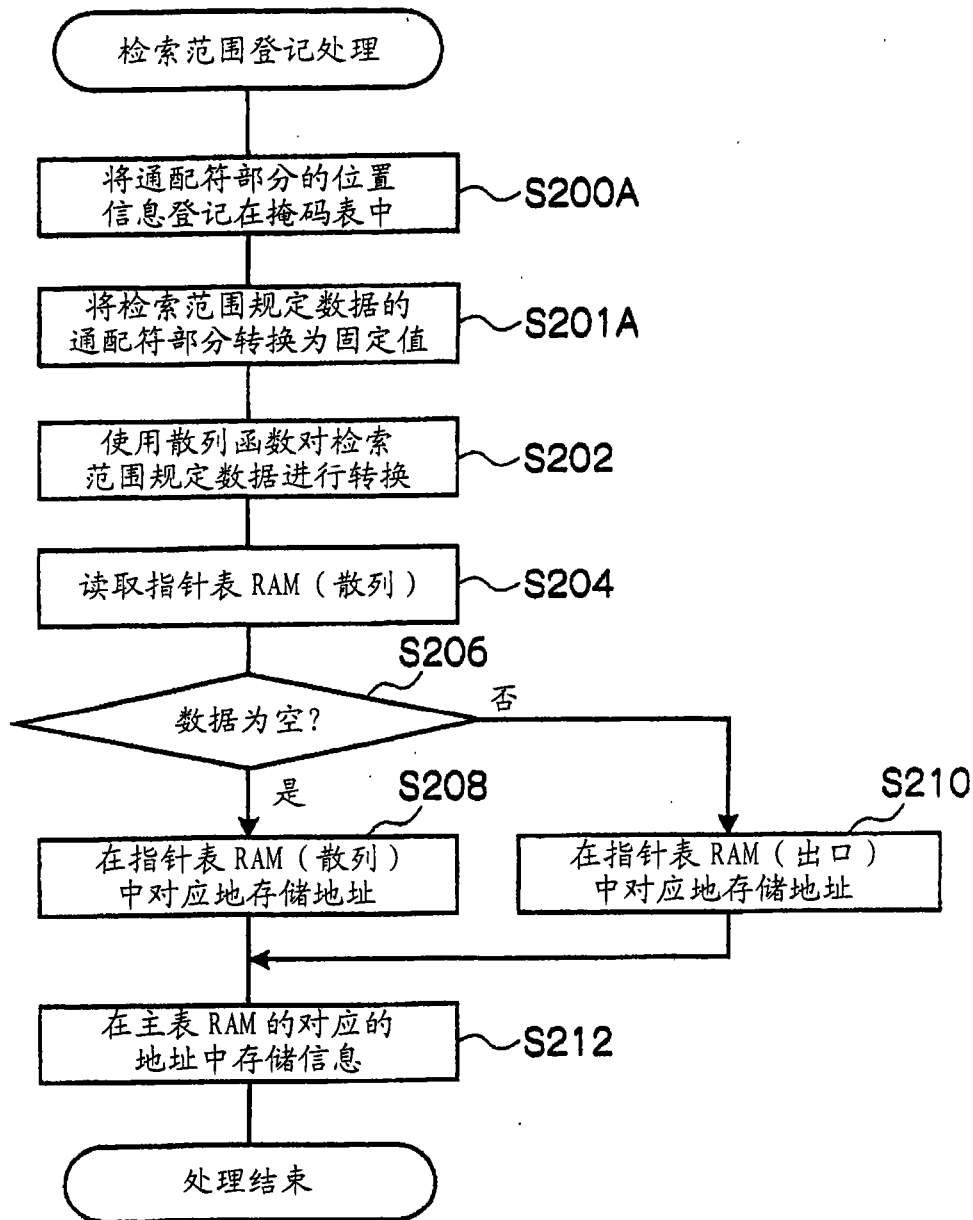 检索范围登记处理
将通配符部分的位置
信息登记在掩码表中
S200A
将检索范围规定数据的
通配符部分转换为固定值
S201A
使用散列函数对检索
范围规定数据进行转换
S202
读取指针表 RAM（散列）
S204
S206
数据为空？
否
是
S208
在指针表 RAM（散列）
中对应地存储地址
S210
在指针表 RAM（出口）
中对应地存储地址
在主表 RAM 的对应的
地址中存储信息
S212
处理结束